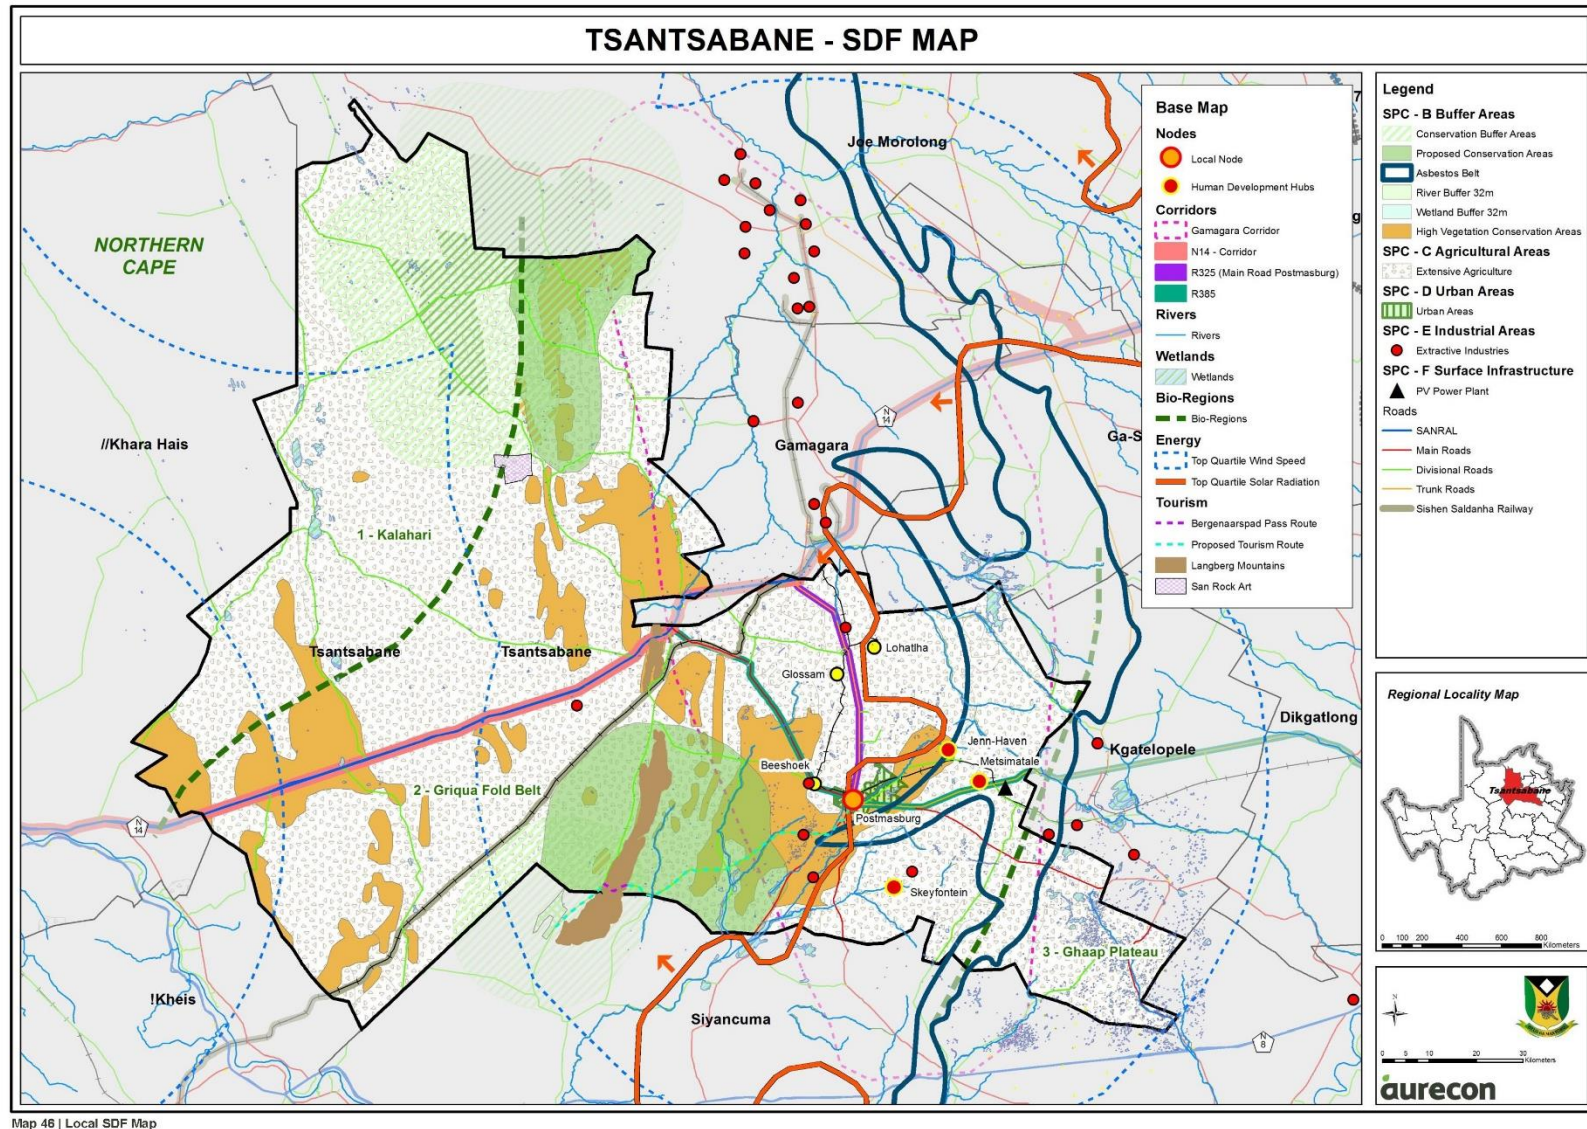 TSANTSABANE - SDF MAP
NORTHERN
CAPE
Joe Morolong
//Khara Hais
Gamagara
Ga-S
N
14
1 - Kalahari
Tsantsabane
Tsantsabane
Lohatlha
Glossam
Jenn-Haven
Metsimatale
Beeshoek
Postmasburg
Skeyfontein
Kgatelopele
Dikgatlong
2 - Griqua Fold Belt
N
14
3 - Ghaap Plateau
!Kheis
Siyancuma
N
8
7
g
Base Map
Nodes
Local Node
Human Development Hubs
Corridors
Gamagara Corridor
N14 - Corridor
R325 (Main Road Postmasburg)
R385
Rivers
Rivers
Wetlands
Wetlands
Bio-Regions
Bio-Regions
Energy
Top Quartile Wind Speed
Top Quartile Solar Radiation
Tourism
Bergenaarspad Pass Route
Proposed Tourism Route
Langberg Mountains
San Rock Art
Legend
SPC - B Buffer Areas
Conservation Buffer Areas
Proposed Conservation Areas
Asbestos Belt
River Buffer 32m
Wetland Buffer 32m
High Vegetation Conservation Areas
SPC - C Agricultural Areas
Extensive Agriculture
SPC - D Urban Areas
Urban Areas
SPC - E Industrial Areas
Extractive Industries
SPC - F Surface Infrastructure
PV Power Plant
Roads
SANRAL
Main Roads
Divisional Roads
Trunk Roads
Sishen Saldanha Railway
Regional Locality Map
Tsantsabane
0 100 200 400 600 800
Kilometers
N
0 5 10 20 30
Kilometers
aurecon
Map 46 | Local SDF Map